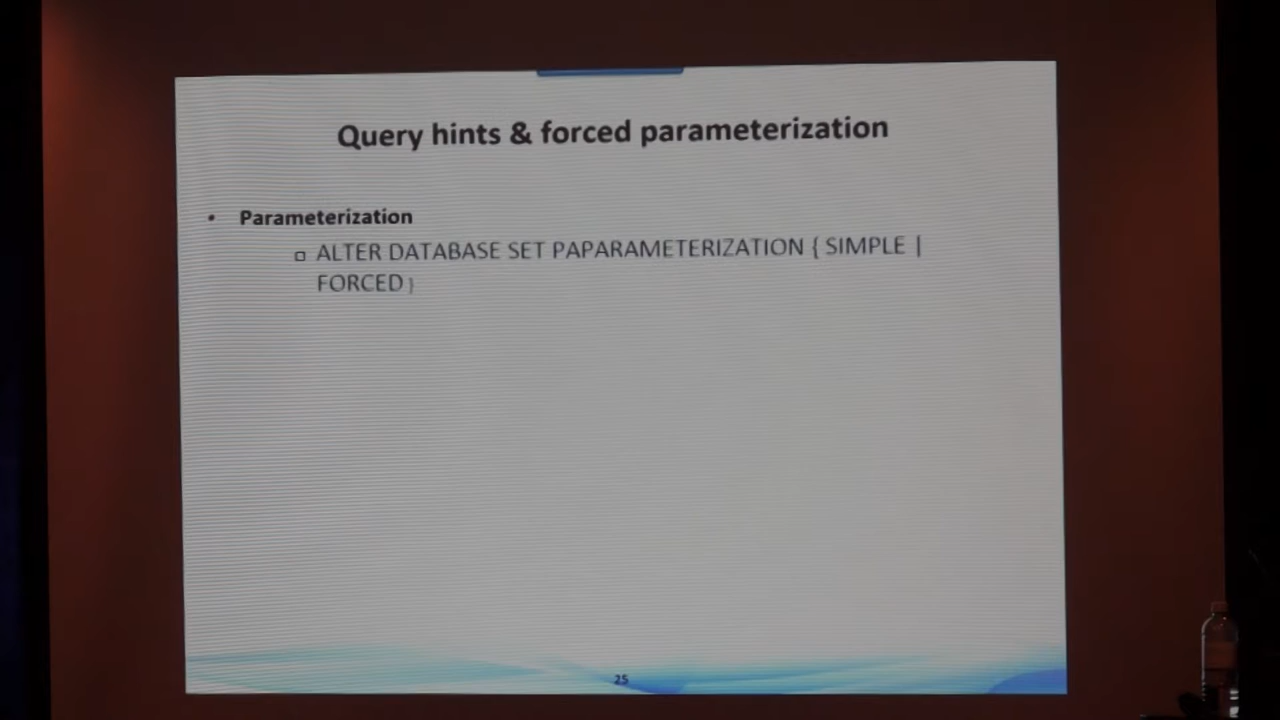 Query hints & forced parameterization
• Parameterization
▫ ALTER DATABASE SET PAPARAMETERIZATION { SIMPLE |
FORCED }
25